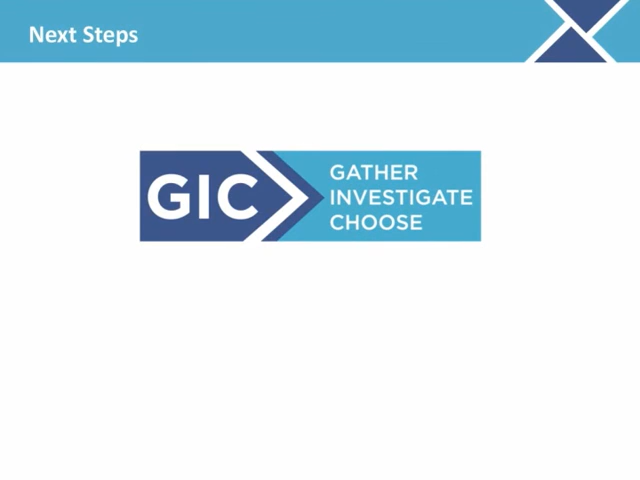 Next Steps
GIC
GATHER
INVESTIGATE
CHOOSE